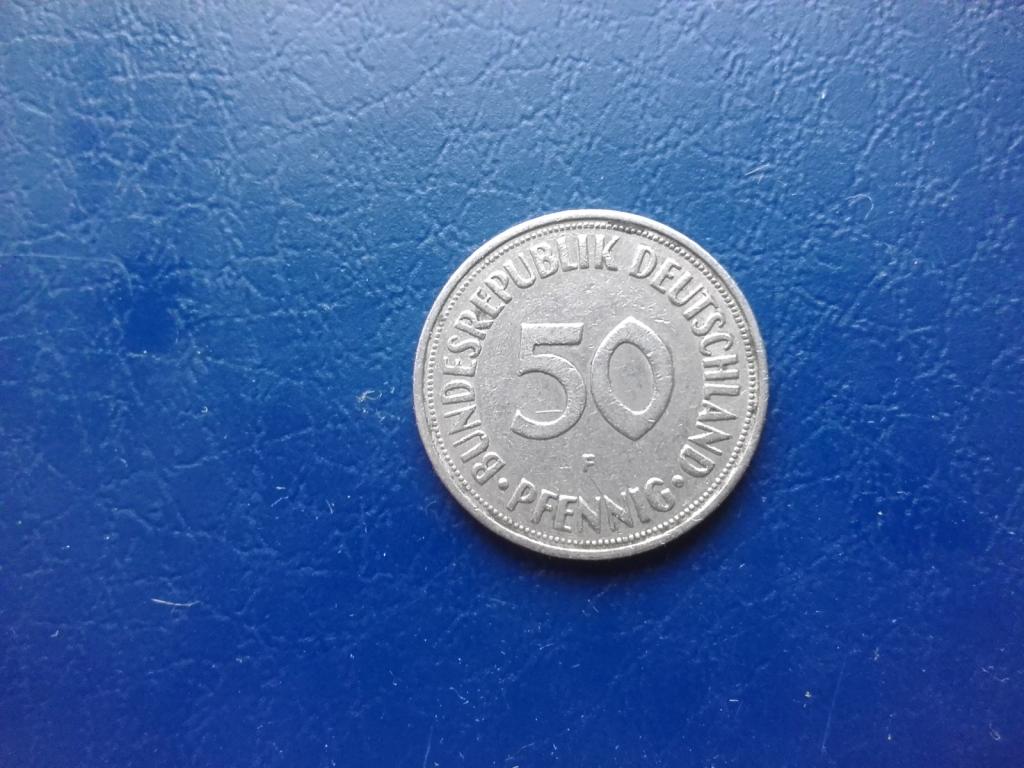 BUNDESREPUBLIK DEUTSCHLAND
50
F
· PFENNIG ·